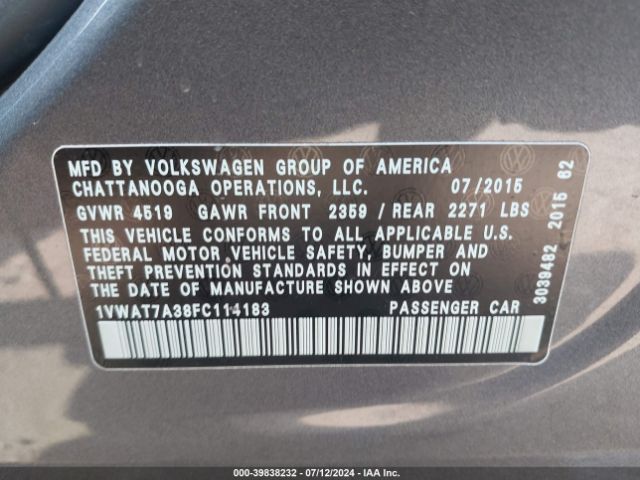 MFD BY VOLKSWAGEN GROUP OF AMERICA
CHATTANOOGA OPERATIONS, LLC. 07/2015
GVWR 4519 GAWR FRONT 2359 / REAR 2271 LBS
THIS VEHICLE CONFORMS TO ALL APPLICABLE U.S.
FEDERAL MOTOR VEHICLE SAFETY, BUMPER AND
THEFT PREVENTION STANDARDS IN EFFECT ON
THE DATE OF MANUFACTURE SHOWN ABOVE
1VWAT7A38FC114183 PASSENGER CAR
3039482 2015 62
000-39838232 - 07/12/2024 - IAA Inc.